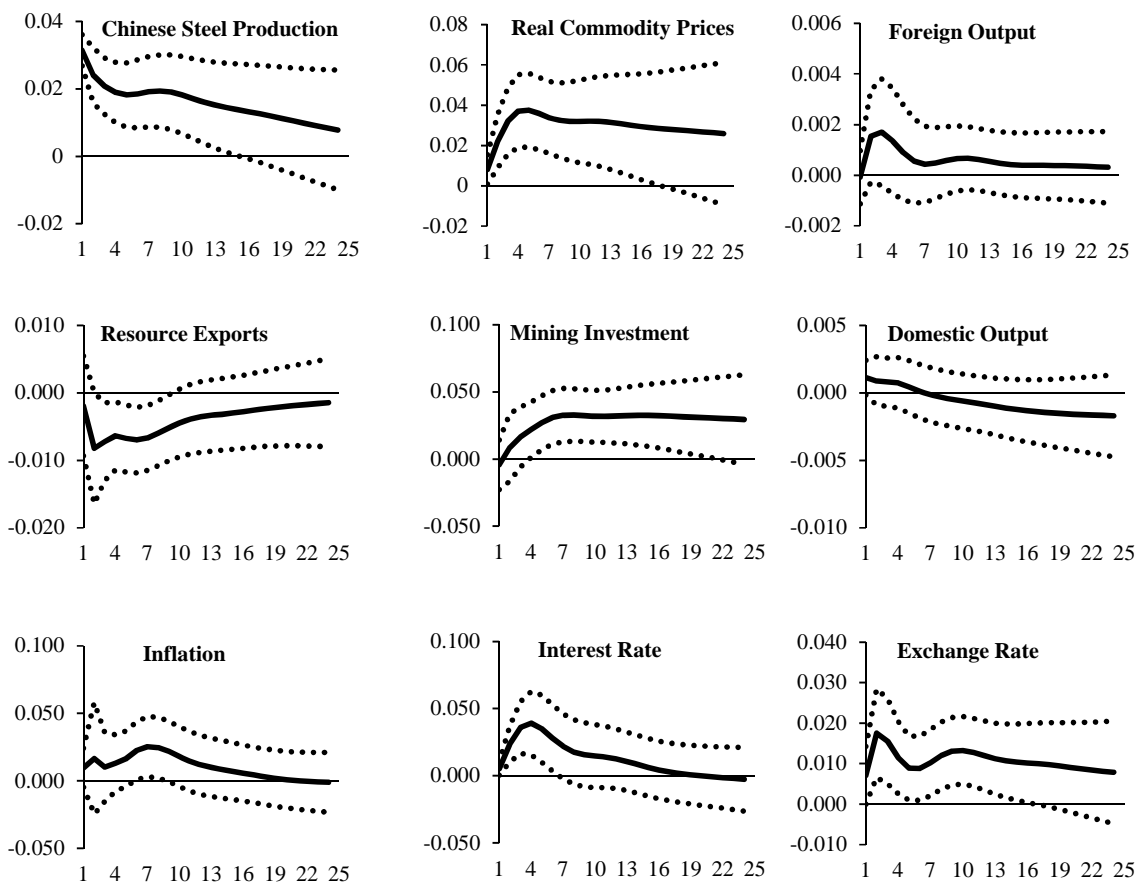 Chinese Steel Production
0.04
0.02
0
-0.02
1 4 7 10 13 16 19 22 25
Real Commodity Prices
0.08
0.06
0.04
0.02
0
-0.02
1 4 7 10 13 16 19 22 25
Foreign Output
0.006
0.004
0.002
0.000
-0.002
1 4 7 10 13 16 19 22 25
Resource Exports
0.010
0.000
-0.010
-0.020
1 4 7 10 13 16 19 22 25
Mining Investment
0.100
0.050
0.000
-0.050
1 4 7 10 13 16 19 22 25
Domestic Output
0.005
0.000
-0.005
-0.010
1 4 7 10 13 16 19 22 25
Inflation
0.100
0.050
0.000
-0.050
1 4 7 10 13 16 19 22 25
Interest Rate
0.100
0.050
0.000
-0.050
1 4 7 10 13 16 19 22 25
Exchange Rate
0.040
0.030
0.020
0.010
0.000
-0.010
1 4 7 10 13 16 19 22 25